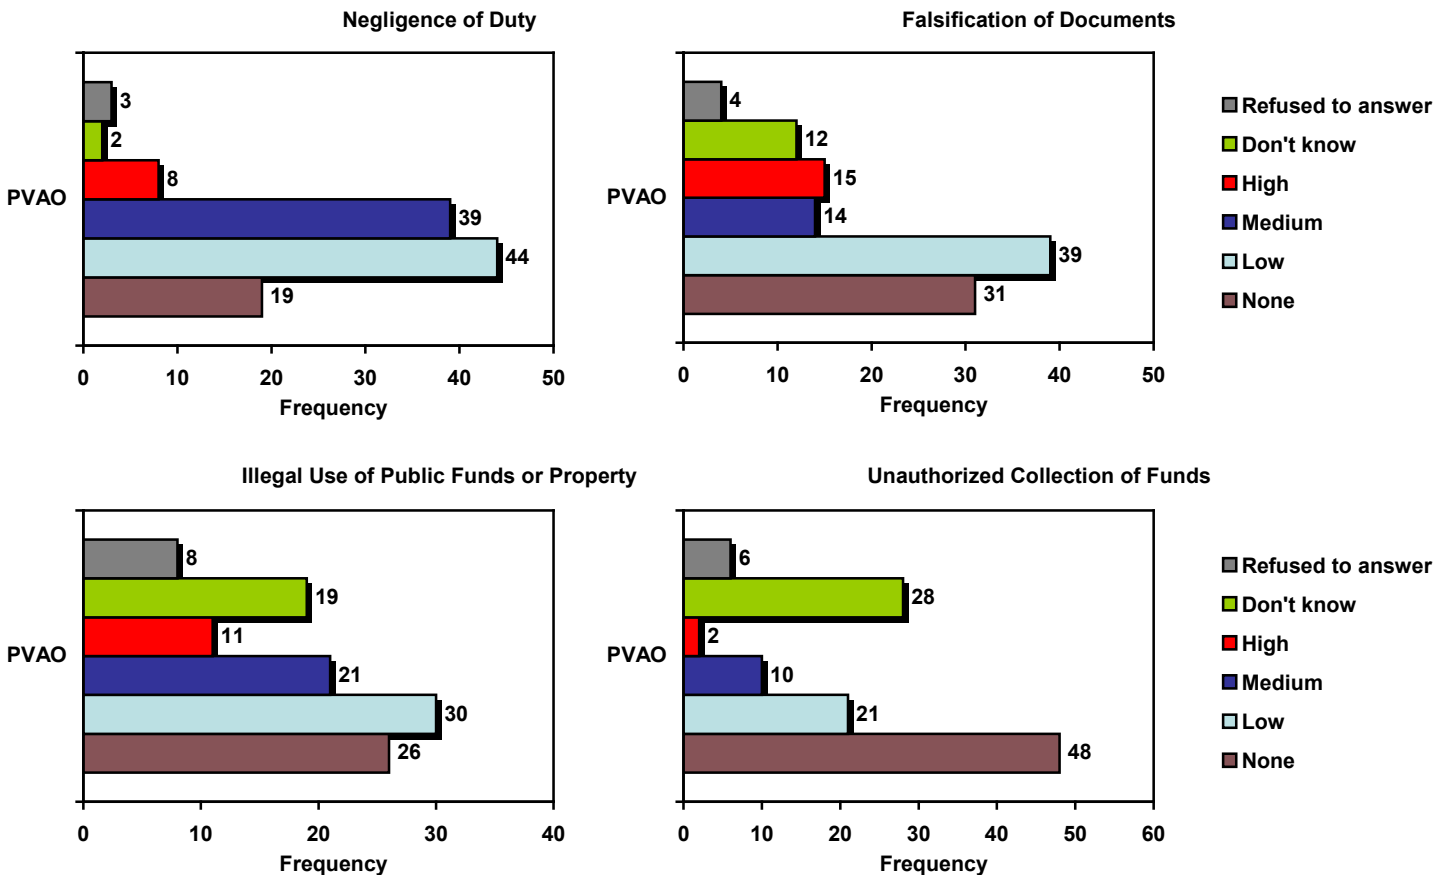 Negligence of Duty
3
2
8
39
44
19
PVAO
0 10 20 30 40 50
Frequency
Falsification of Documents
4
12
15
14
39
31
PVAO
0 10 20 30 40 50
Frequency
Refused to answer
Don't know
High
Medium
Low
None
Illegal Use of Public Funds or Property
8
19
11
21
30
26
PVAO
0 10 20 30 40
Frequency
Unauthorized Collection of Funds
6
28
2
10
21
48
PVAO
0 10 20 30 40 50 60
Frequency
Refused to answer
Don't know
High
Medium
Low
None